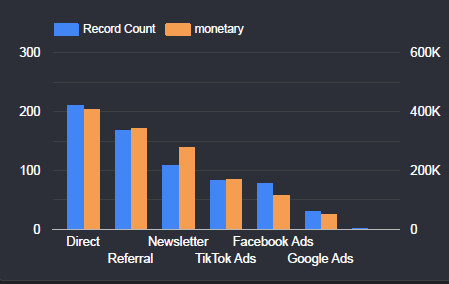 Record Count monetary
300 600K
200 400K
100 200K
0 0
Direct Newsletter Facebook Ads
Referral TikTok Ads Google Ads